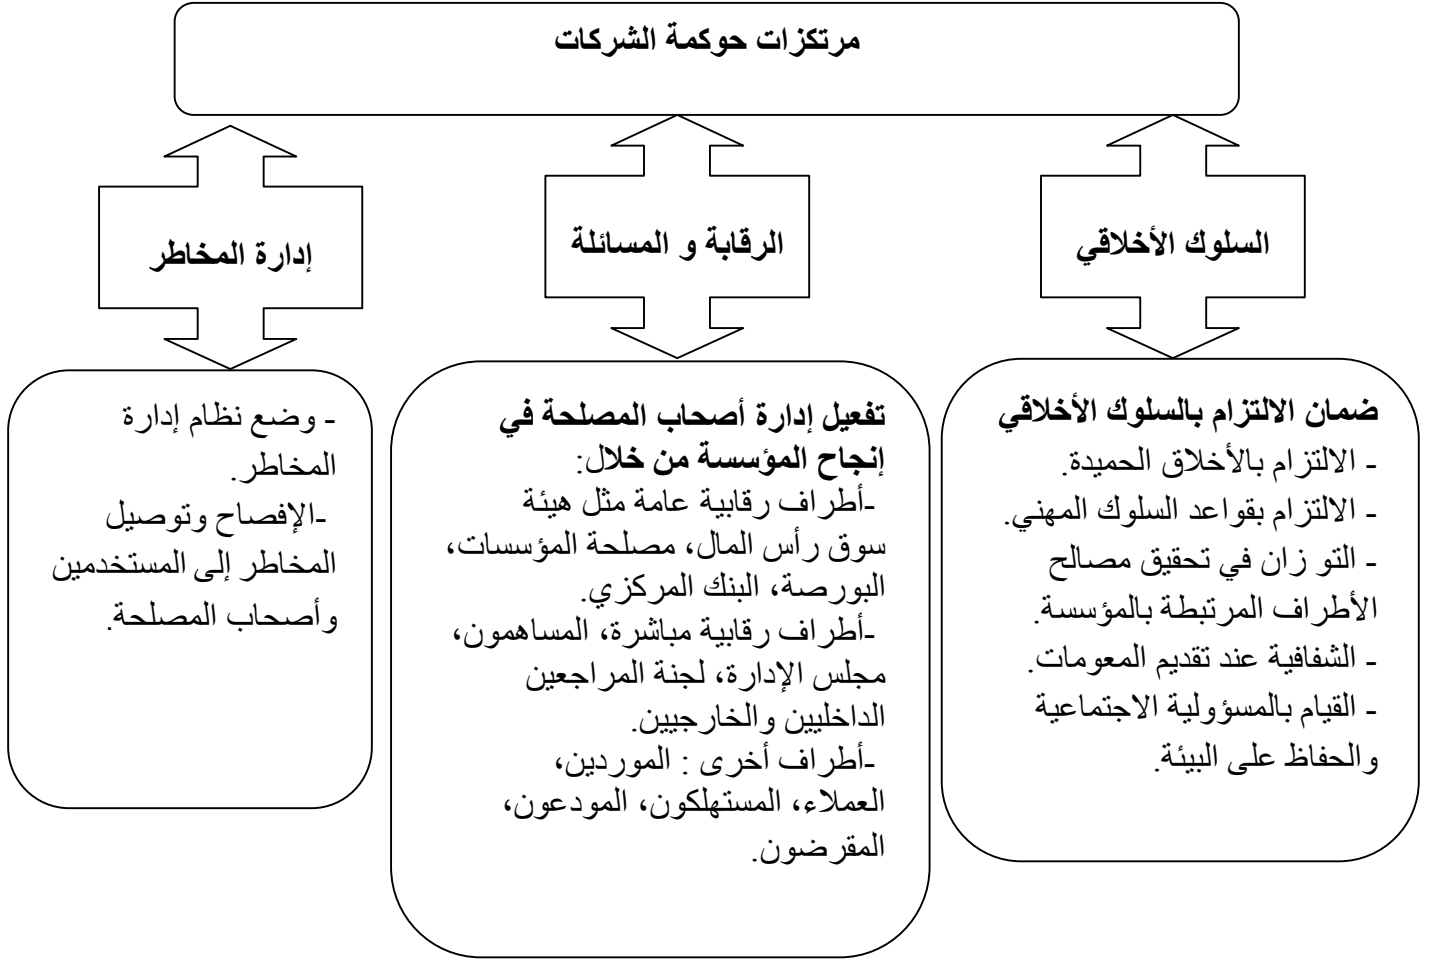 مرتكزات حوكمة الشركات
السلوك الأخلاقي
الرقابة و المسائلة
إدارة المخاطر
ضمان الالتزام بالسلوك الأخلاقي
- الالتزام بالأخلاق الحميدة.
- الالتزام بقواعد السلوك المهني.
- التو زان في تحقيق مصالح
الأطراف المرتبطة بالمؤسسة.
- الشفافية عند تقديم المعومات.
- القيام بالمسؤولية الاجتماعية
والحفاظ على البيئة.
تفعيل إدارة أصحاب المصلحة في
إنجاح المؤسسة من خلال:
-أطراف رقابية عامة مثل هيئة
سوق رأس المال، مصلحة المؤسسات،
البورصة، البنك المركزي.
-أطراف رقابية مباشرة، المساهمون،
مجلس الإدارة، لجنة المراجعين
الداخليين والخارجيين.
-أطراف أخرى : الموردين،
العملاء، المستهلكون، المودعون،
المقرضون.
- وضع نظام إدارة
المخاطر.
-الإفصاح وتوصيل
المخاطر إلى المستخدمين
وأصحاب المصلحة.